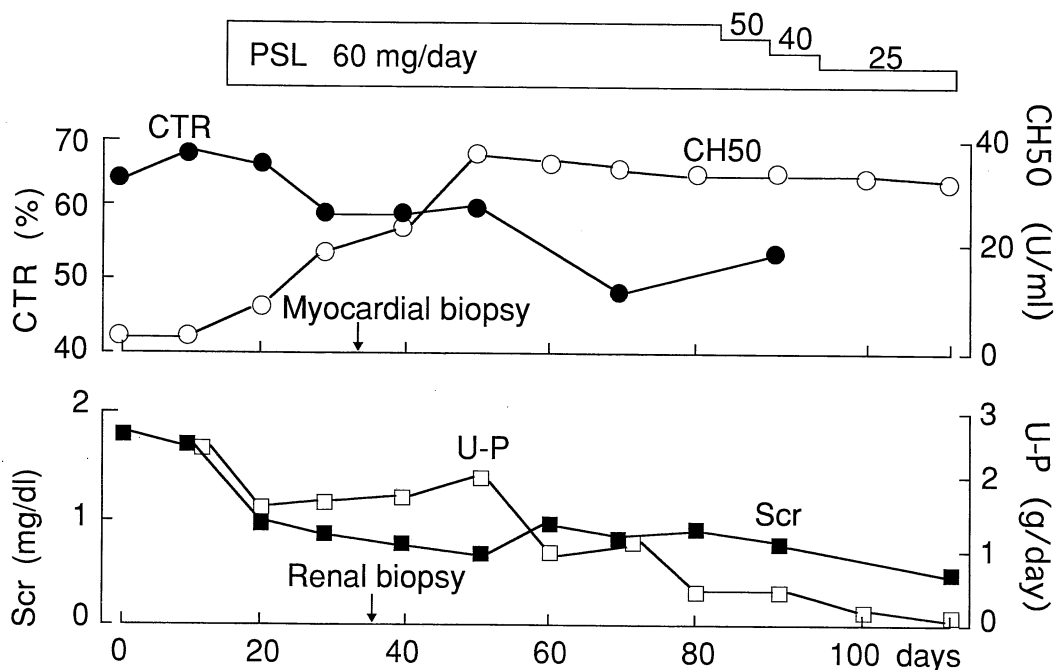 PSL 60 mg/day
50
40
25
CTR
CH50
Myocardial biopsy
CTR (%)
70
60
50
40
CH50 (U/ml)
40
20
0
U-P
Scr
Renal biopsy
Scr (mg/dl)
2
1
0
U-P (g/day)
3
2
1
0
0 20 40 60 80 100 days